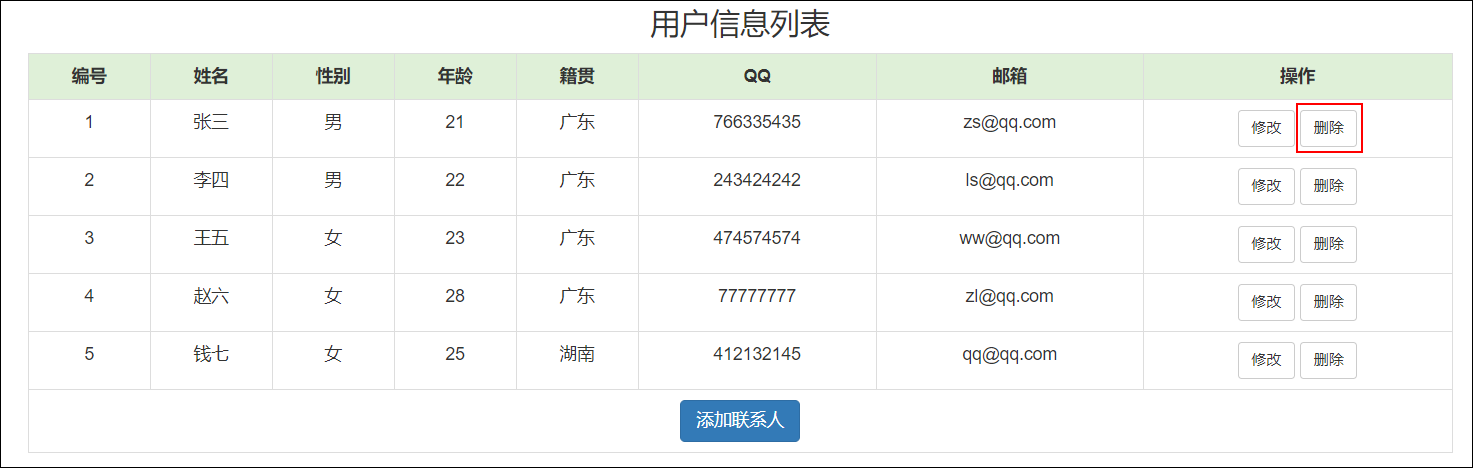 用户信息列表
编号 姓名 性别 年龄 籍贯 QQ 邮箱 操作
1 张三 男 21 广东 766335435 zs@qq.com 修改 删除
2 李四 男 22 广东 243424242 ls@qq.com 修改 删除
3 王五 女 23 广东 474574574 ww@qq.com 修改 删除
4 赵六 女 28 广东 77777777 zl@qq.com 修改 删除
5 钱七 女 25 湖南 412132145 qq@qq.com 修改 删除
添加联系人